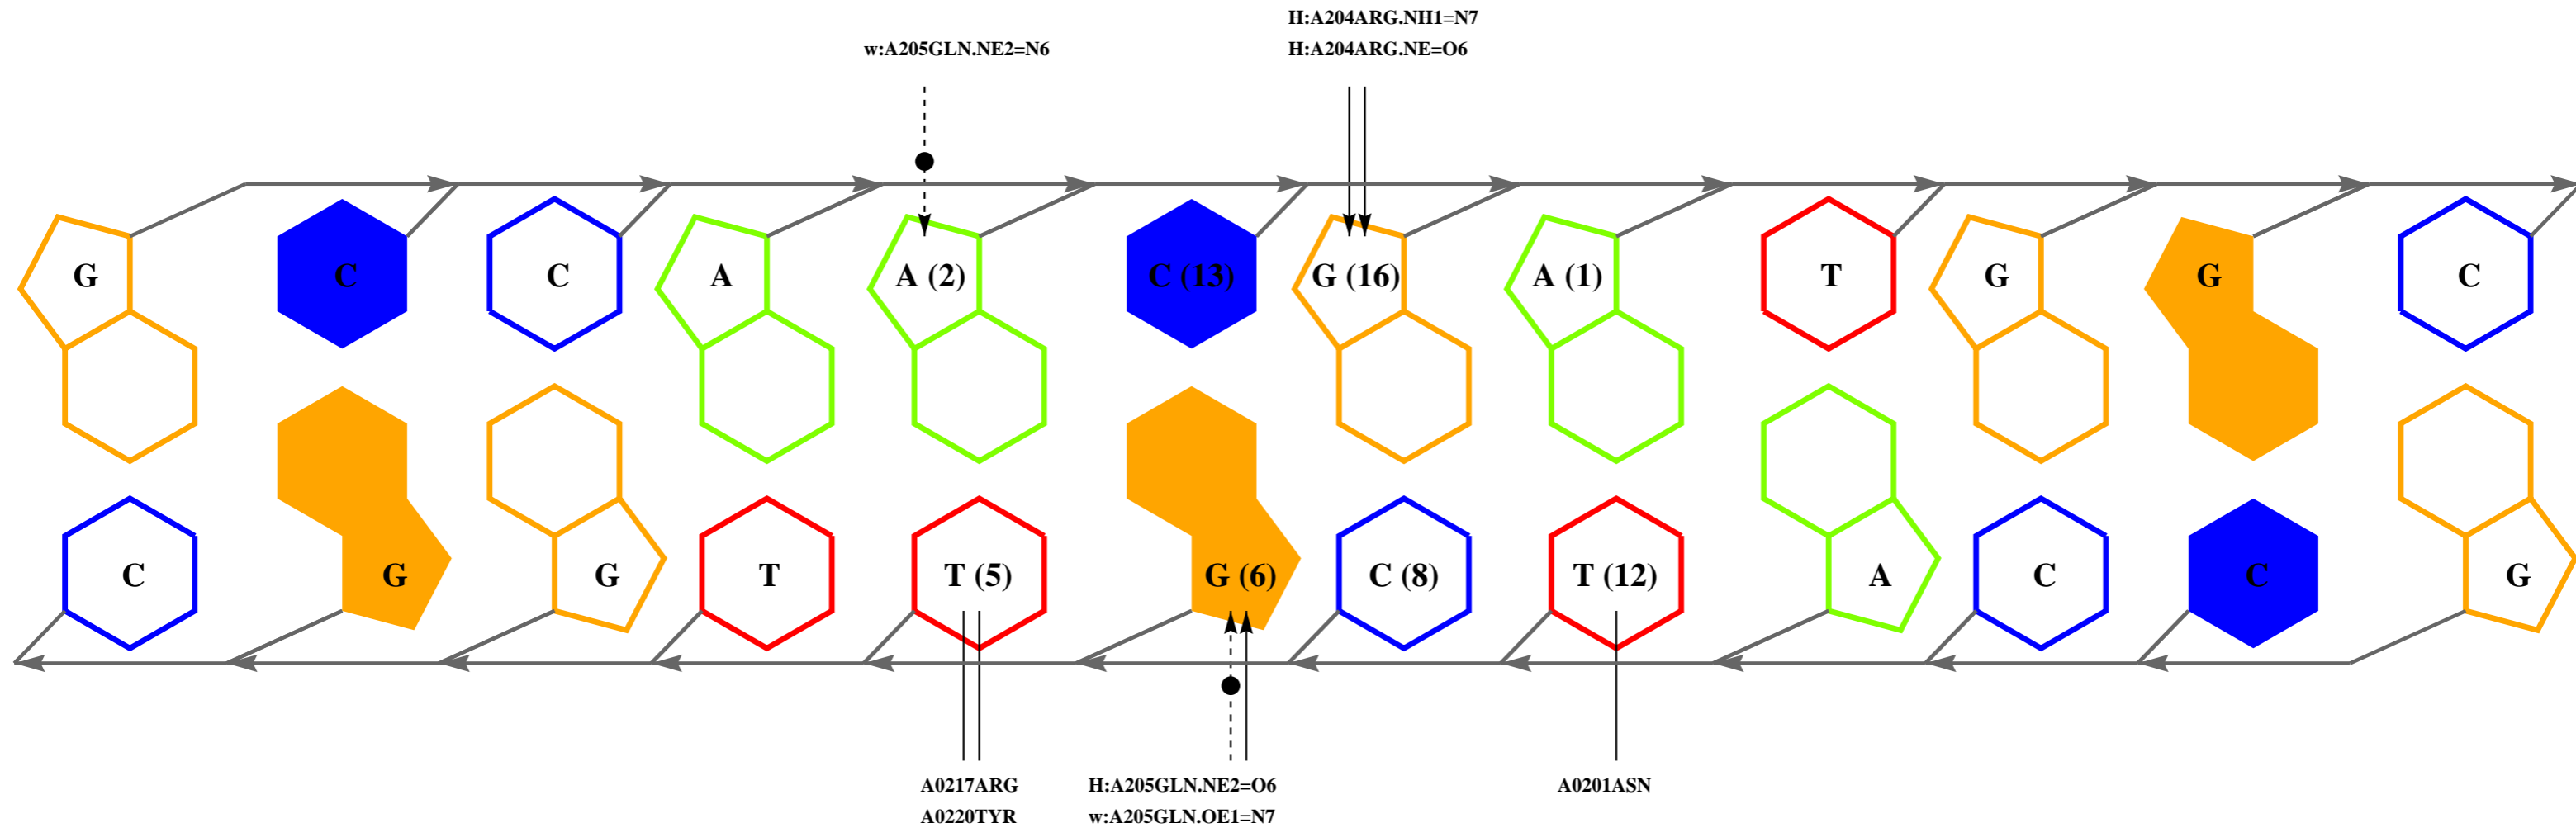 H:A204ARG.NH1=N7
w:A205GLN.NE2=N6 H:A204ARG.NE=O6
G C C A A (2) C (13) G (16) A (1) T G G C
C G G T T (5) G (6) C (8) T (12) A C C G
A0217ARG H:A205GLN.NE2=O6 A0201ASN
A0220TYR w:A205GLN.OE1=N7